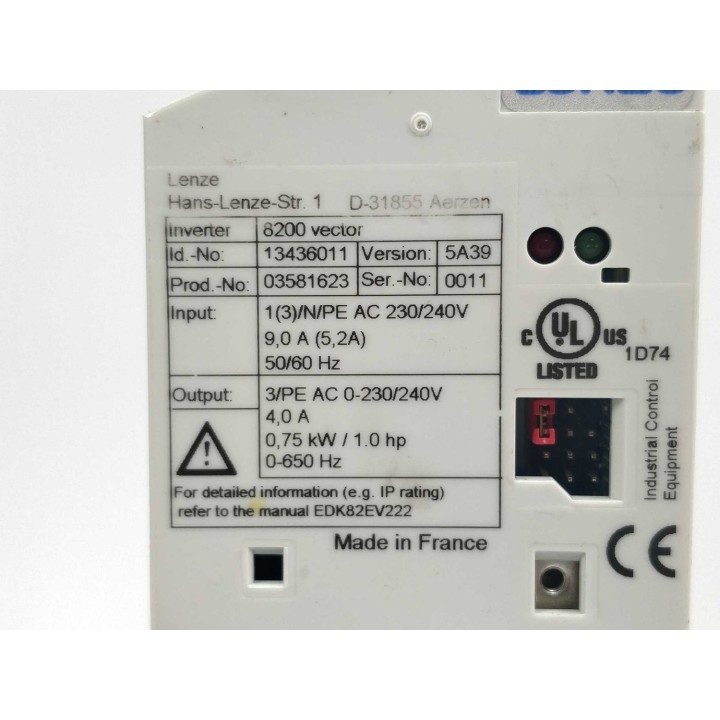 Lenze
Hans-Lenze-Str. 1 D-31855 Aerzen
Inverter 8200 vector
Id.-No: 13436011 Version: 5A39
Prod.-No: 03581623 Ser.-No: 0011
Input: 1(3)/N/PE AC 230/240V
9,0 A (5,2A)
50/60 Hz
Output: 3/PE AC 0-230/240V
4,0 A
0,75 kW / 1.0 hp
0-650 Hz
For detailed information (e.g. IP rating)
refer to the manual EDK82EV222
Made in France
C UL US
LISTED
1D74
Industrial Control
Equipment
CE